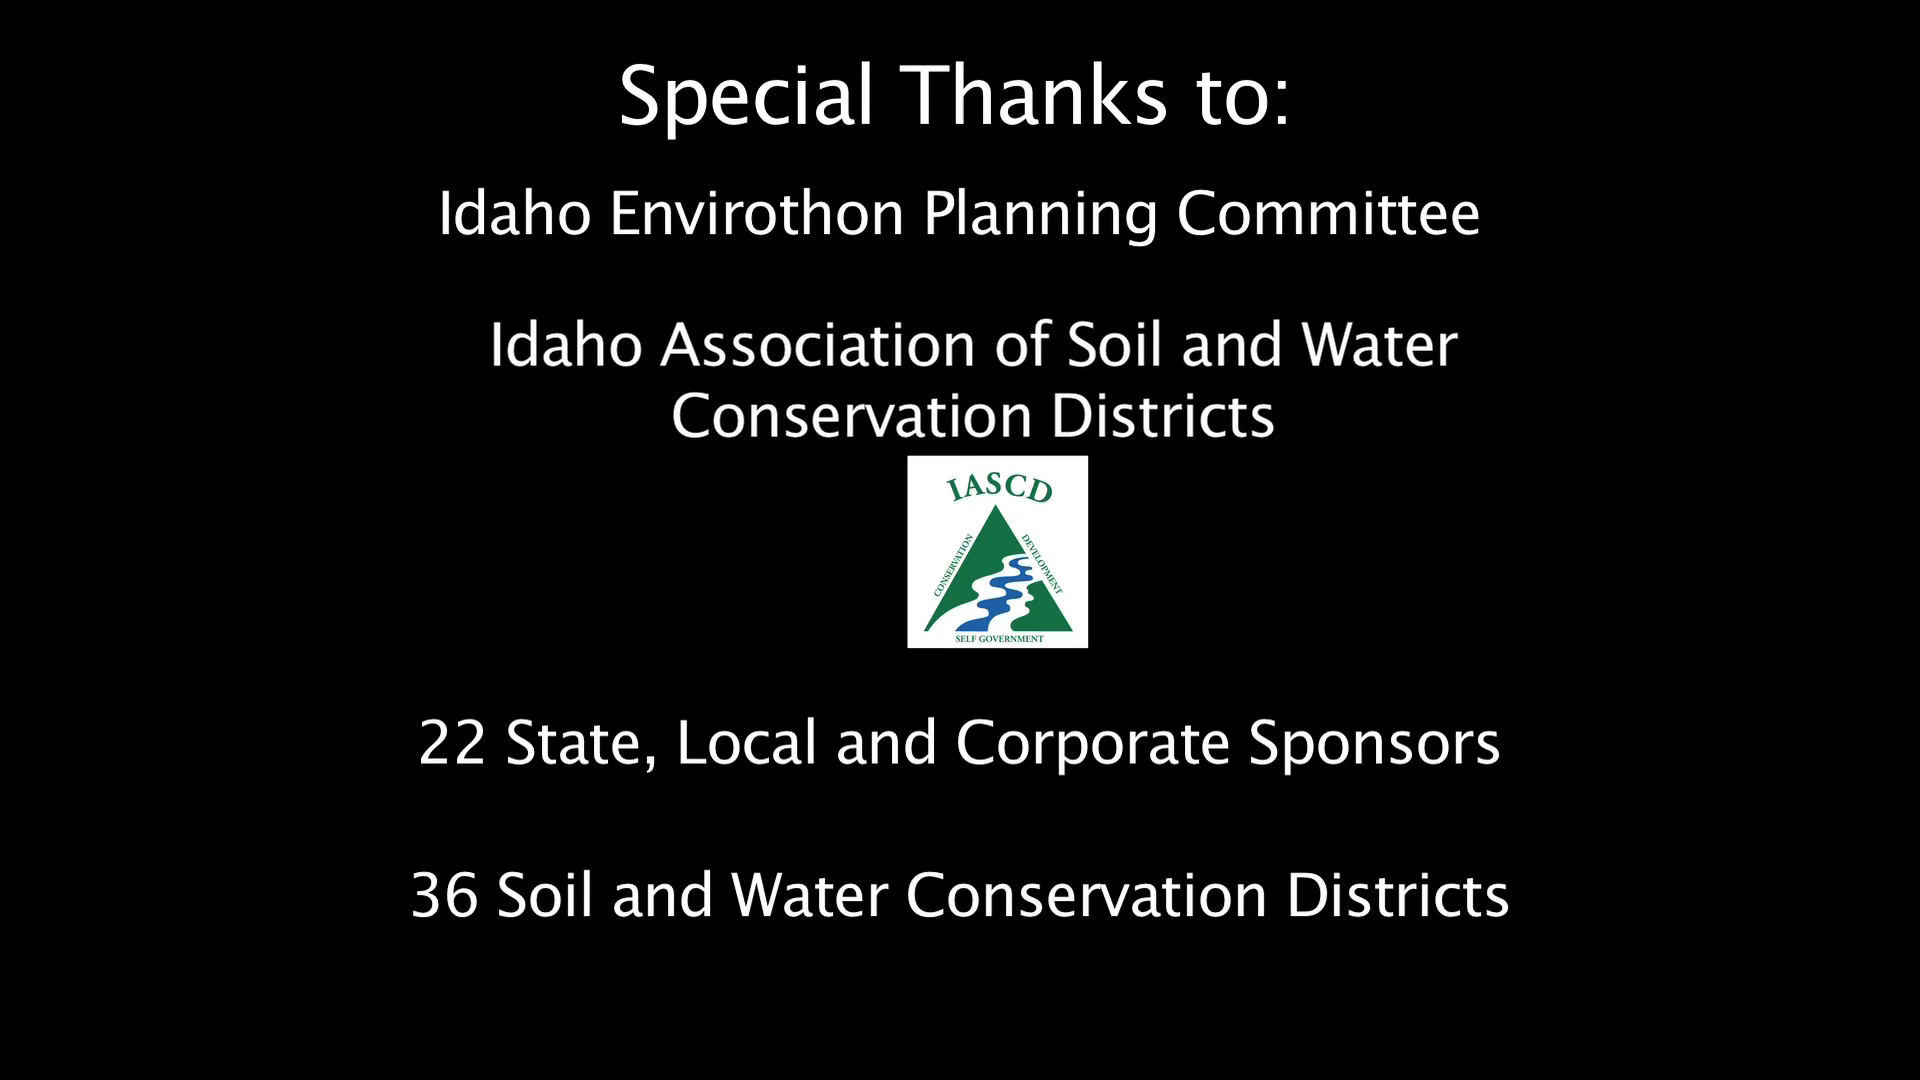 Special Thanks to:
Idaho Envirothon Planning Committee
Idaho Association of Soil and Water
Conservation Districts
IASCD
CONSERVATION
DEVELOPMENT
SELF GOVERNMENT
22 State, Local and Corporate Sponsors
36 Soil and Water Conservation Districts